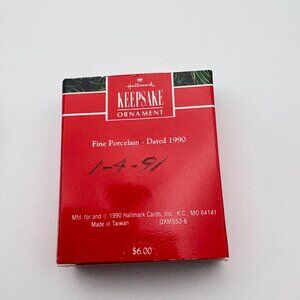 Hallmark
KEEPSAKE
ORNAMENT
Fine Porcelain - Dated 1990
1-4-91
Mfd. for and © 1990 Hallmark Cards, Inc. K.C., MO 64141
Made in Taiwan QXM553-6
$6.00